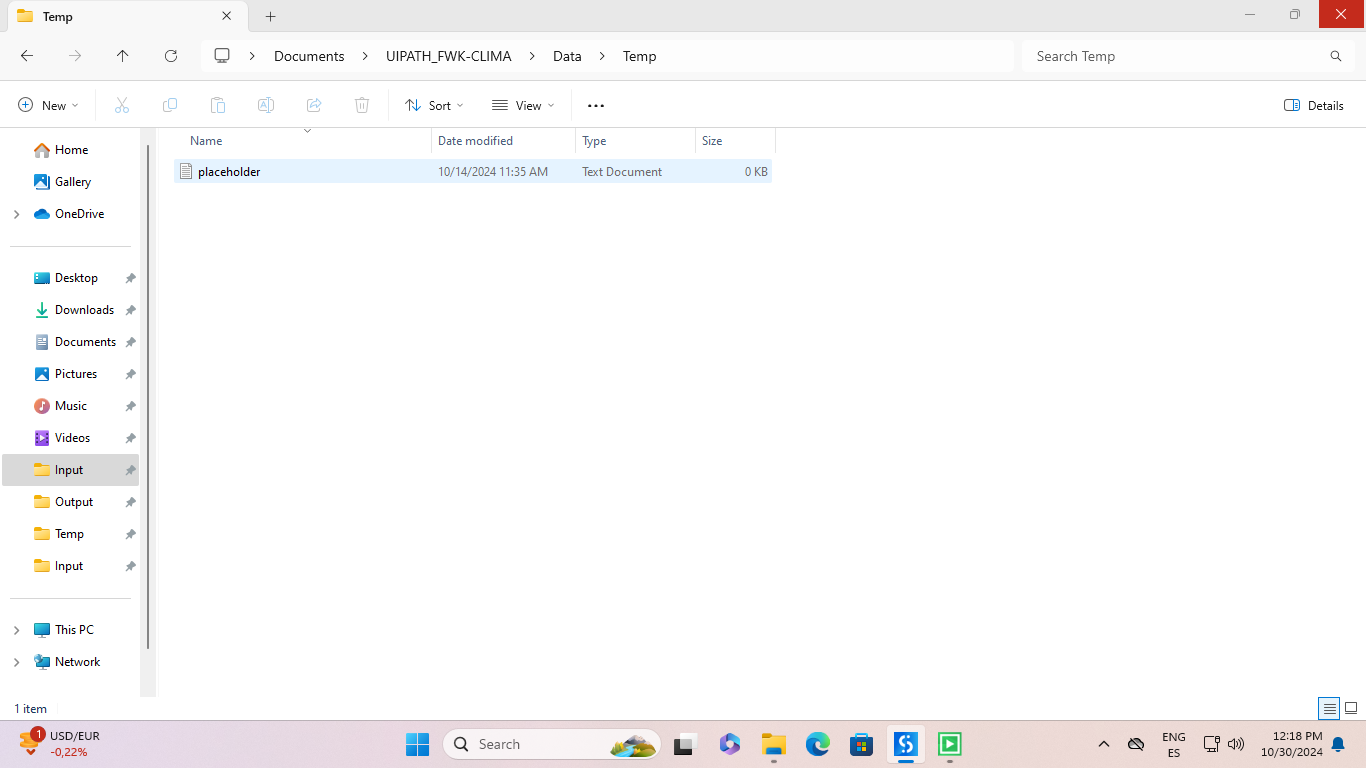 Temp
Documents UIPATH_FWK-CLIMA Data Temp
Search Temp
New
Sort
View
Details
Name Date modified Type Size
placeholder 10/14/2024 11:35 AM Text Document 0 KB
Home
Gallery
OneDrive
Desktop
Downloads
Documents
Pictures
Music
Videos
Input
Output
Temp
Input
This PC
Network
1 item
1
USD/EUR
-0,22%
Search
ENG
ES
12:18 PM
10/30/2024